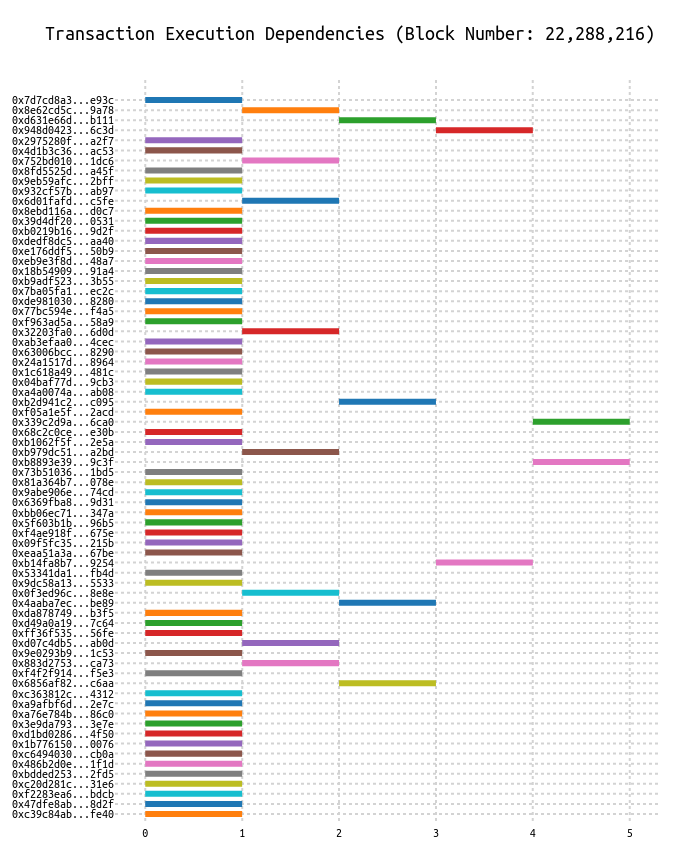 Transaction Execution Dependencies (Block Number: 22,288,216)
0x7d7cd8a3...e93c
0x8e62cd5c...9a78
0xd631e66d...b111
0x948d0423...6c3d
0x2975280f...a2f7
0x4d1b3c36...ac53
0x752bd010...1dc6
0x8fd5525d...a45f
0x9eb59afc...2bff
0x932cf57b...ab97
0x6d01fafd...c5fe
0x8ebd116a...d0c7
0x39d4df20...0531
0xb0219b16...9d2f
0xdedf8dc5...aa40
0xe176ddf5...50b9
0xeb9e3f8d...48a7
0x18b54909...91a4
0xb9adf523...3b55
0x7ba05fa1...ec2c
0xde981030...8280
0x77bc594e...f4a5
0xf963ad5a...58a9
0x32203fa0...6d0d
0xab3efaa0...4cec
0x63006bcc...8290
0x24a1517d...8964
0x1c618a49...481c
0x04baf77d...9cb3
0xa4a0074a...ab08
0xb2d941c2...c095
0xf05a1e5f...2acd
0x339c2d9a...6ca0
0x68c2c0ce...e30b
0xb1062f5f...2e5a
0xb979dc51...a2bd
0xb8893e39...9c3f
0x73b51036...1bd5
0x81a364b7...078e
0x9abe906e...74cd
0x6369fba8...9d31
0xbb06ec71...347a
0x5f603b1b...96b5
0xf4ae918f...675e
0x09f5fc35...215b
0xeaa51a3a...67be
0xb14fa8b7...9254
0x53341da1...fb4d
0x9dc58a13...5533
0x0f3ed96c...8e8e
0x4aaba7ec...be89
0xda878749...b3f5
0xd49a0a19...7c64
0xff36f535...56fe
0xd07c4db5...ab0d
0x9e0293b9...1c53
0x883d2753...ca73
0xf4f2f914...f5e3
0x6856af82...c6aa
0xc363812c...4312
0xa9afbf6d...2e7c
0xa76e784b...86c0
0x3e9da793...3e7e
0xd1bd0286...4f50
0x1b776150...0076
0xc6494030...cb0a
0x486b2d0e...1f1d
0xbdded253...2fd5
0xc20d281c...31e6
0xf2283ea6...bdcb
0x47dfe8ab...8d2f
0xc39c84ab...fe40
0 1 2 3 4 5